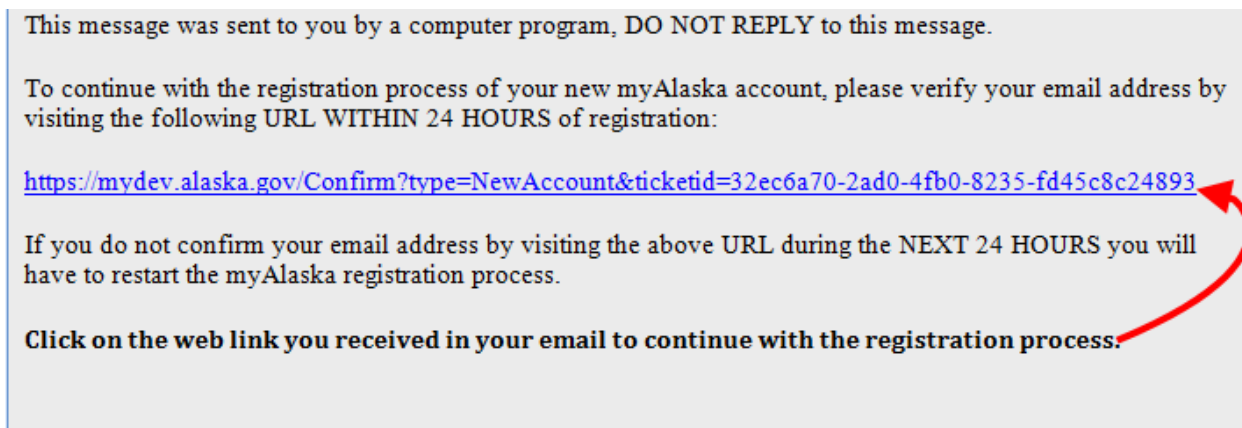 This message was sent to you by a computer program, DO NOT REPLY to this message.
To continue with the registration process of your new myAlaska account, please verify your email address by
visiting the following URL WITHIN 24 HOURS of registration:
https://mydev.alaska.gov/Confirm?type=NewAccount&ticketid=32ec6a70-2ad0-4fb0-8235-fd45c8c24893
If you do not confirm your email address by visiting the above URL during the NEXT 24 HOURS you will
have to restart the myAlaska registration process.
Click on the web link you received in your email to continue with the registration process.